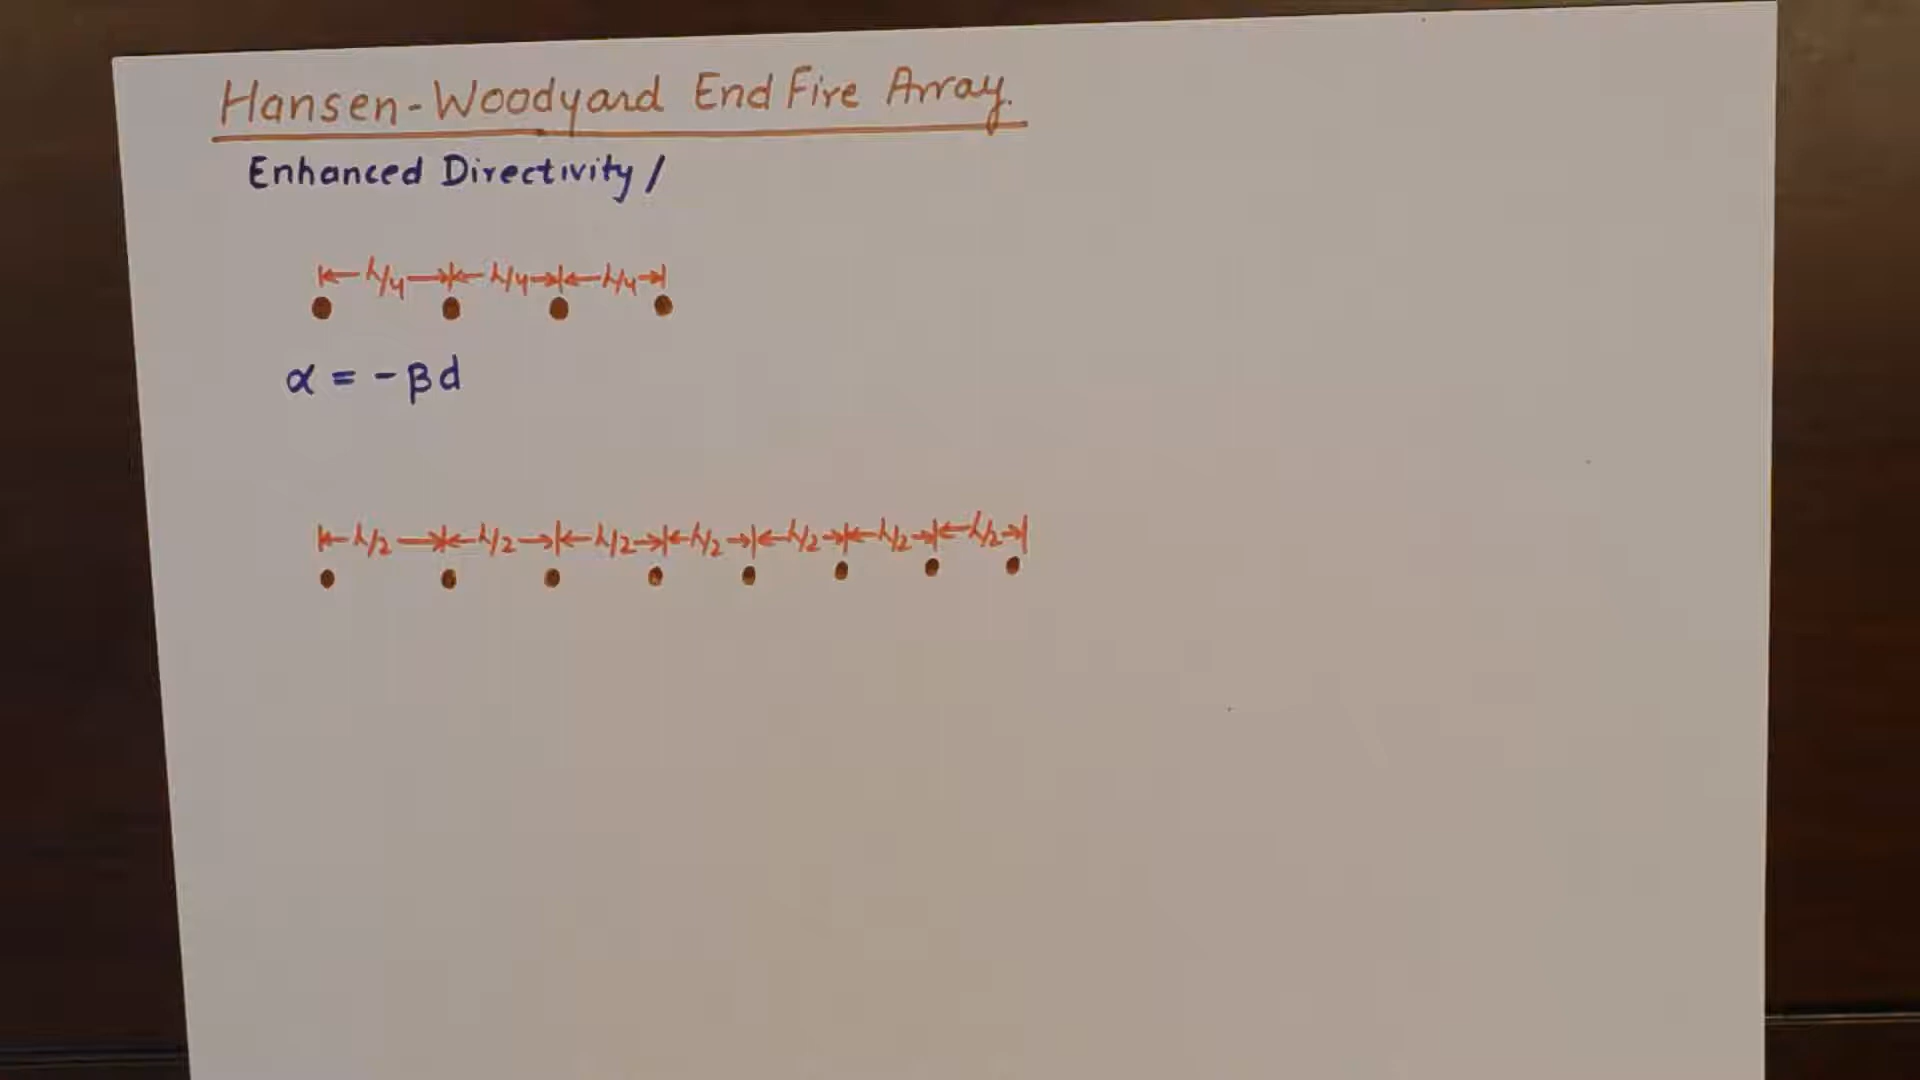 Hansen-Woodyard End Fire Array.
Enhanced Directivity /
λ/4 λ/4 λ/4
α = -βd
λ/2 λ/2 λ/2 λ/2 λ/2 λ/2 λ/2